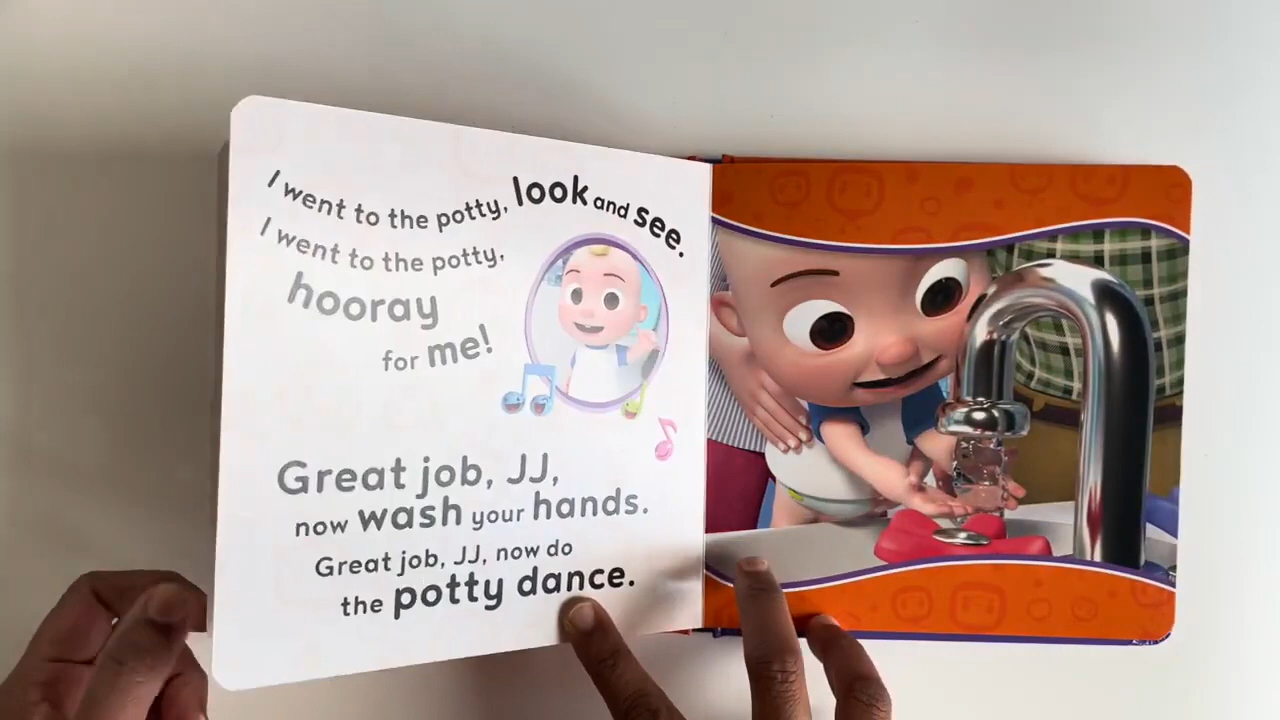 I went to the potty, look and see.
I went to the potty,
hooray
for me!
Great job, JJ,
now wash your hands.
Great job, JJ, now do
the potty dance.